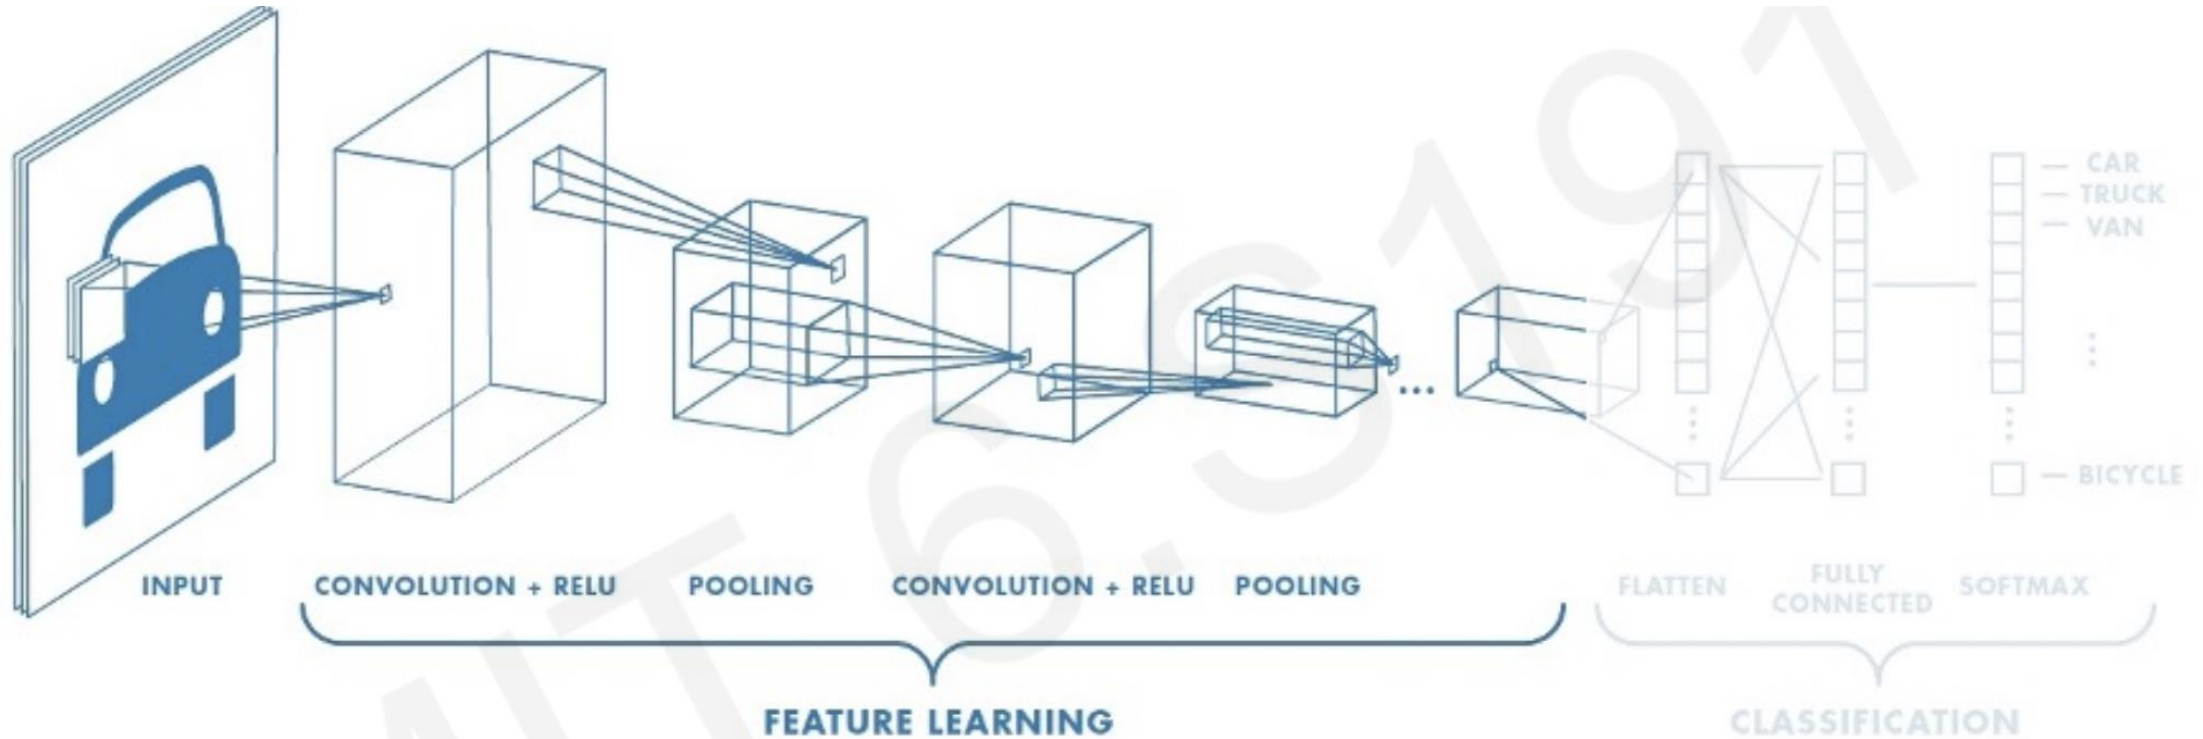 CAR
TRUCK
VAN
BICYCLE
INPUT
CONVOLUTION + RELU
POOLING
CONVOLUTION + RELU
POOLING
FLATTEN
FULLY
CONNECTED
SOFTMAX
FEATURE LEARNING
CLASSIFICATION
MIT 6.S191